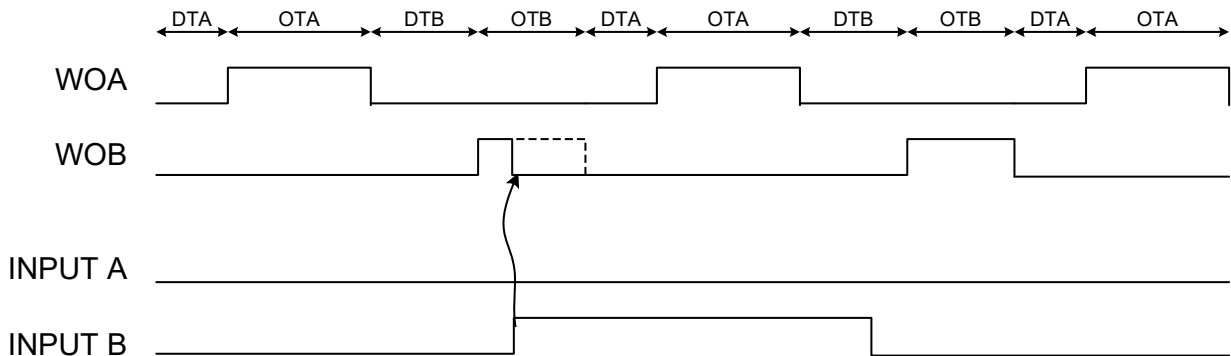 DTA OTA DTB OTB DTA OTA DTB OTB DTA OTA
WOA
WOB
INPUT A
INPUT B